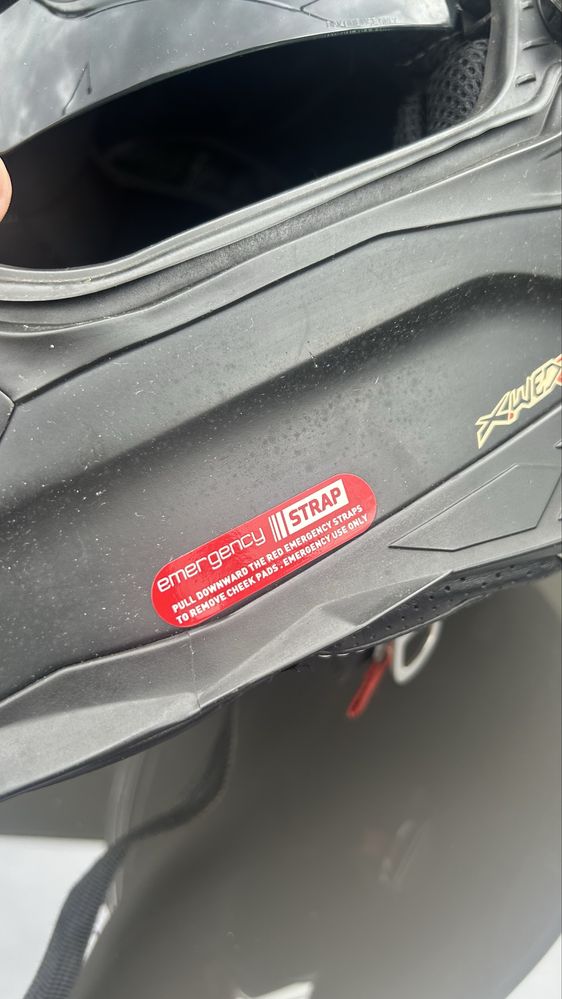 emergency STRAP
PULL DOWNWARD THE RED EMERGENCY STRAPS
TO REMOVE CHEEK PADS . EMERGENCY USE ONLY